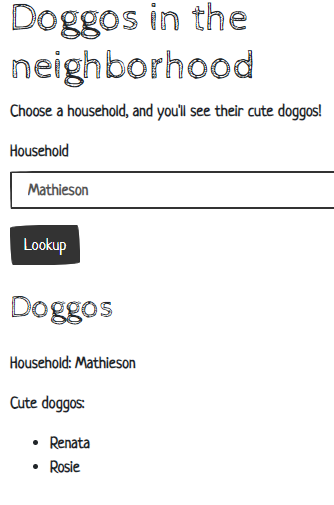 Doggos in the
neighborhood
Choose a household, and you'll see their cute doggos!
Household
Mathieson
Lookup
Doggos
Household: Mathieson
Cute doggos:
• Renata
• Rosie